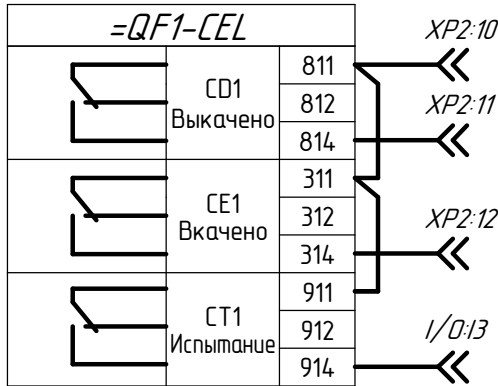 =QF1-CEL
XP2:10
811
CD1
Выкачено
812
XP2:11
814
311
CE1
Вкачено
312
XP2:12
314
911
CT1
Испытание
912
I/O:I3
914